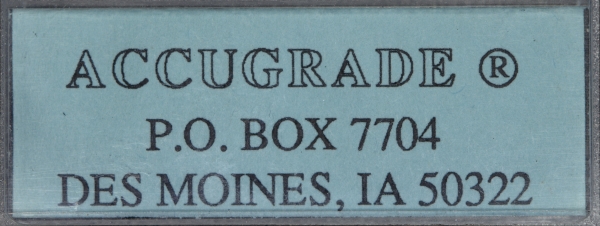 ACCUGRADE ®
P.O. BOX 7704
DES MOINES, IA 50322